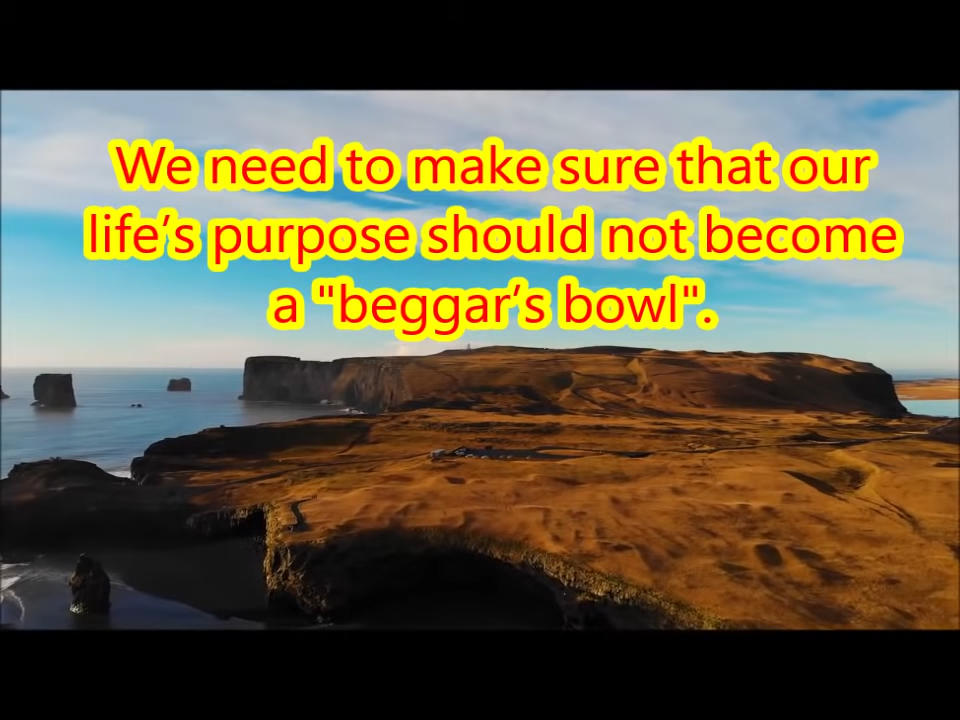 We need to make sure that our
life’s purpose should not become
a "beggar’s bowl".